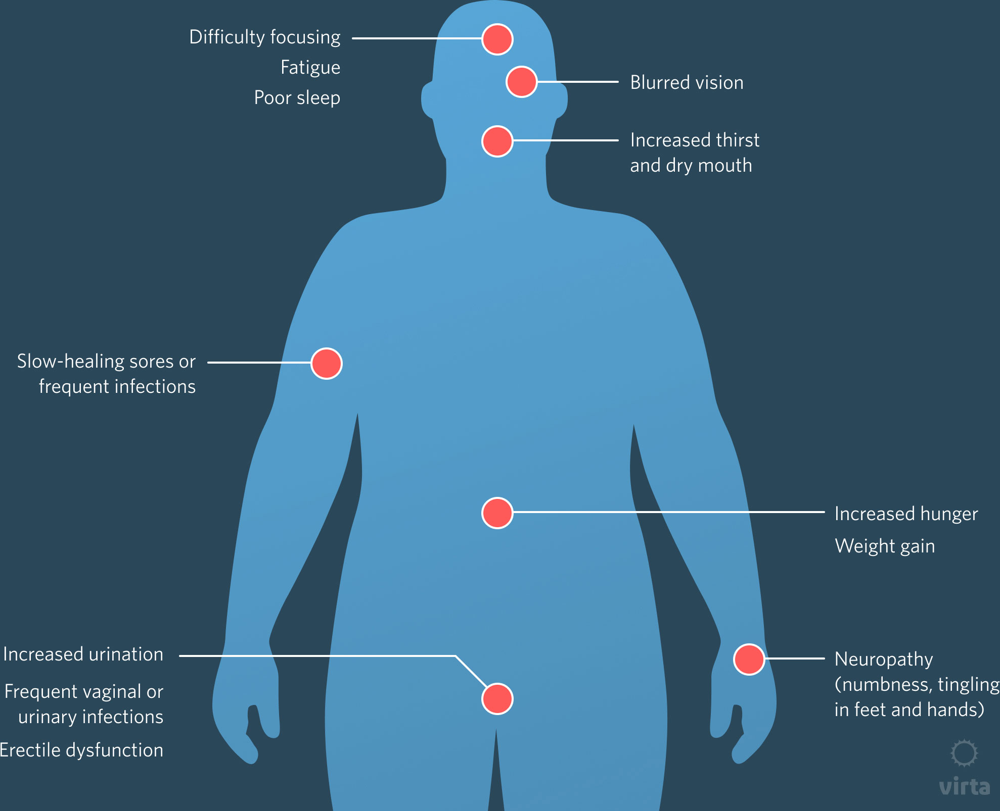 Difficulty focusing
Fatigue
Poor sleep
Blurred vision
Increased thirst
and dry mouth
Slow-healing sores or
frequent infections
Increased hunger
Weight gain
Increased urination
Frequent vaginal or
urinary infections
Erectile dysfunction
Neuropathy
(numbness, tingling
in feet and hands)
virta